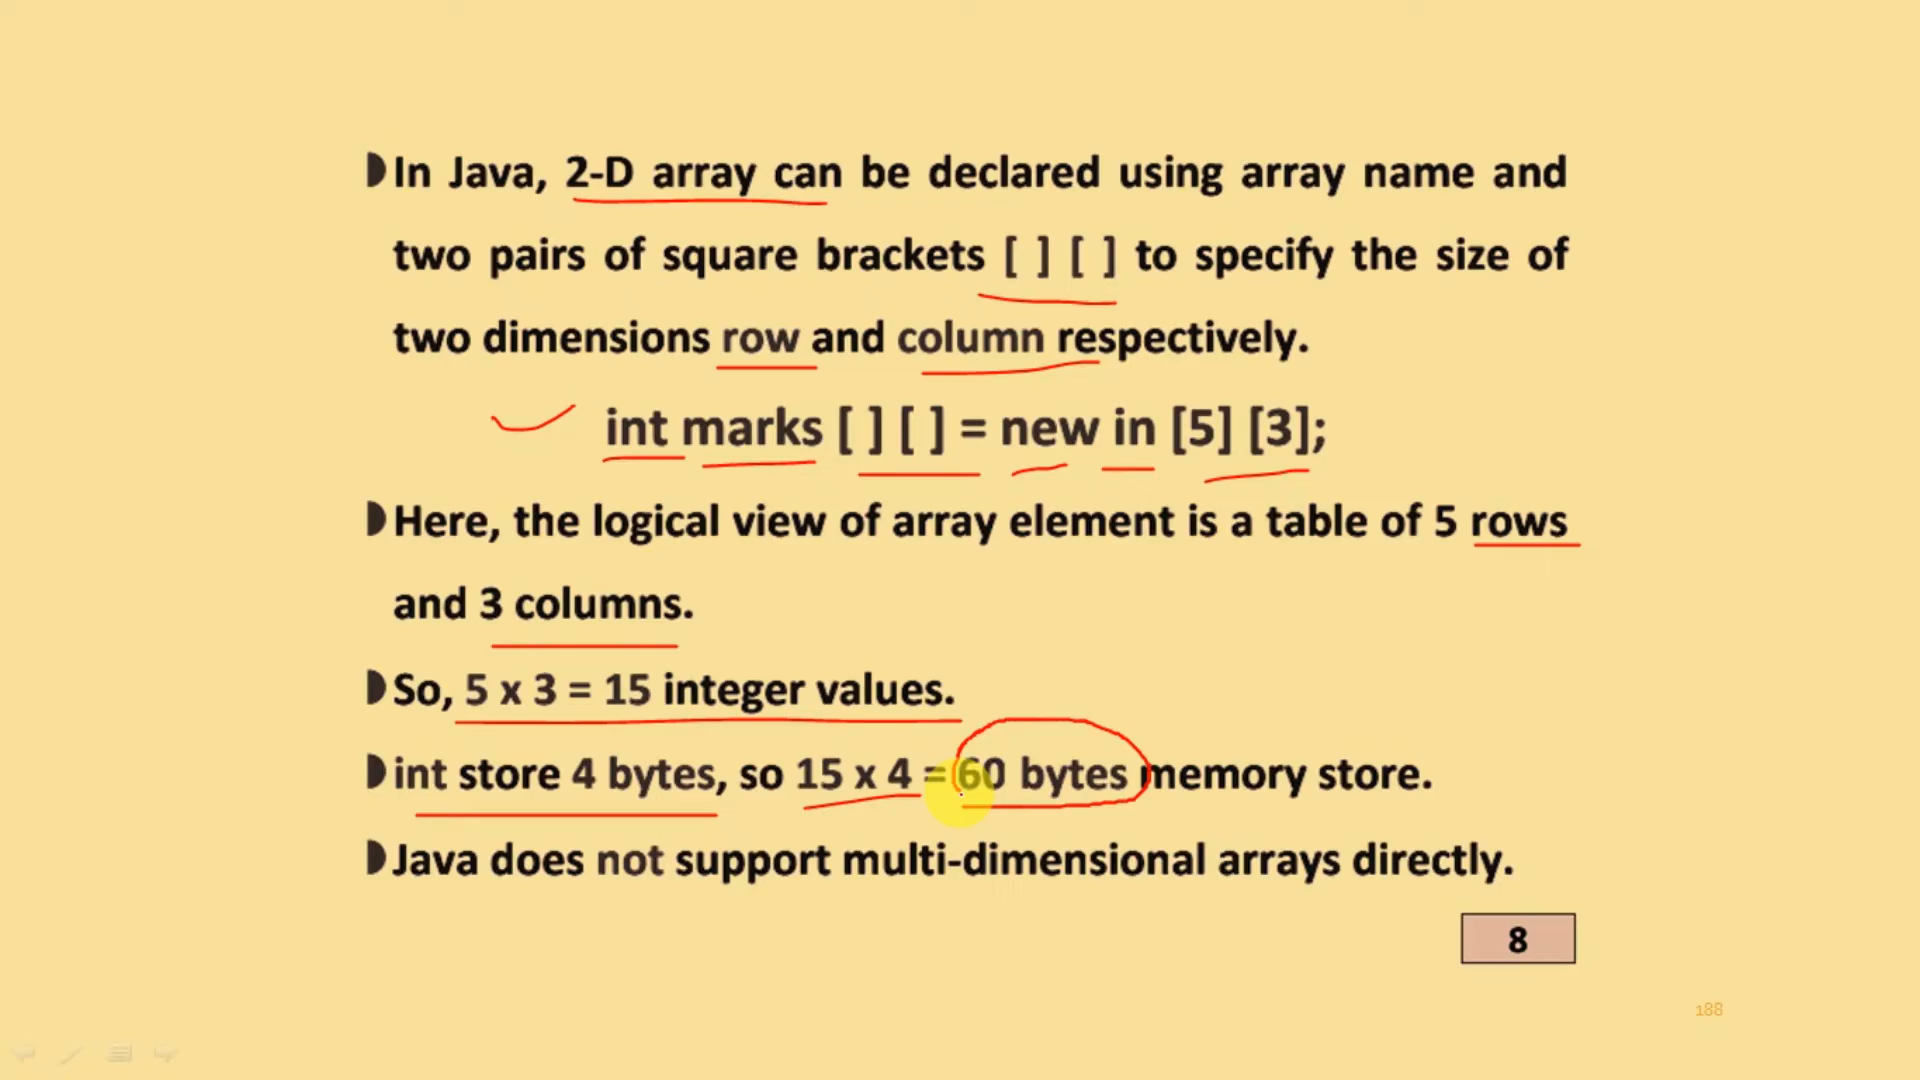 In Java, 2-D array can be declared using array name and
two pairs of square brackets [ ] [ ] to specify the size of
two dimensions row and column respectively.
int marks [ ] [ ] = new in [5] [3];
Here, the logical view of array element is a table of 5 rows
and 3 columns.
So, 5 x 3 = 15 integer values.
int store 4 bytes, so 15 x 4 = 60 bytes memory store.
Java does not support multi-dimensional arrays directly.
8
188